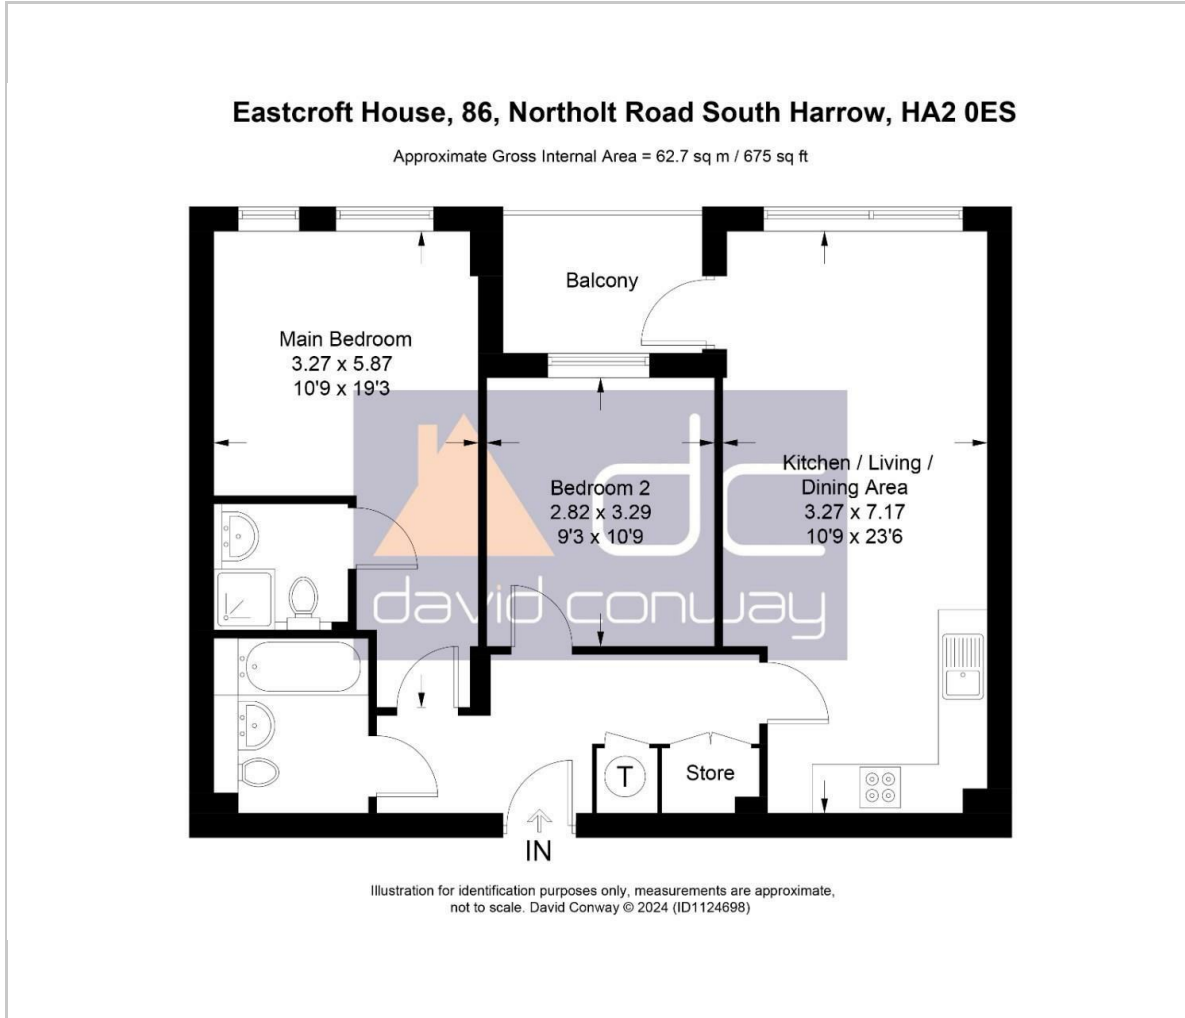 Eastcroft House, 86, Northolt Road South Harrow, HA2 0ES
Approximate Gross Internal Area = 62.7 sq m / 675 sq ft
Balcony
Main Bedroom
3.27 x 5.87
10'9 x 19'3
Kitchen / Living /
Dining Area
3.27 x 7.17
10'9 x 23'6
Bedroom 2
2.82 x 3.29
9'3 x 10'9
dc
david conway
T
Store
IN
Illustration for identification purposes only, measurements are approximate,
not to scale. David Conway © 2024 (ID1124698)